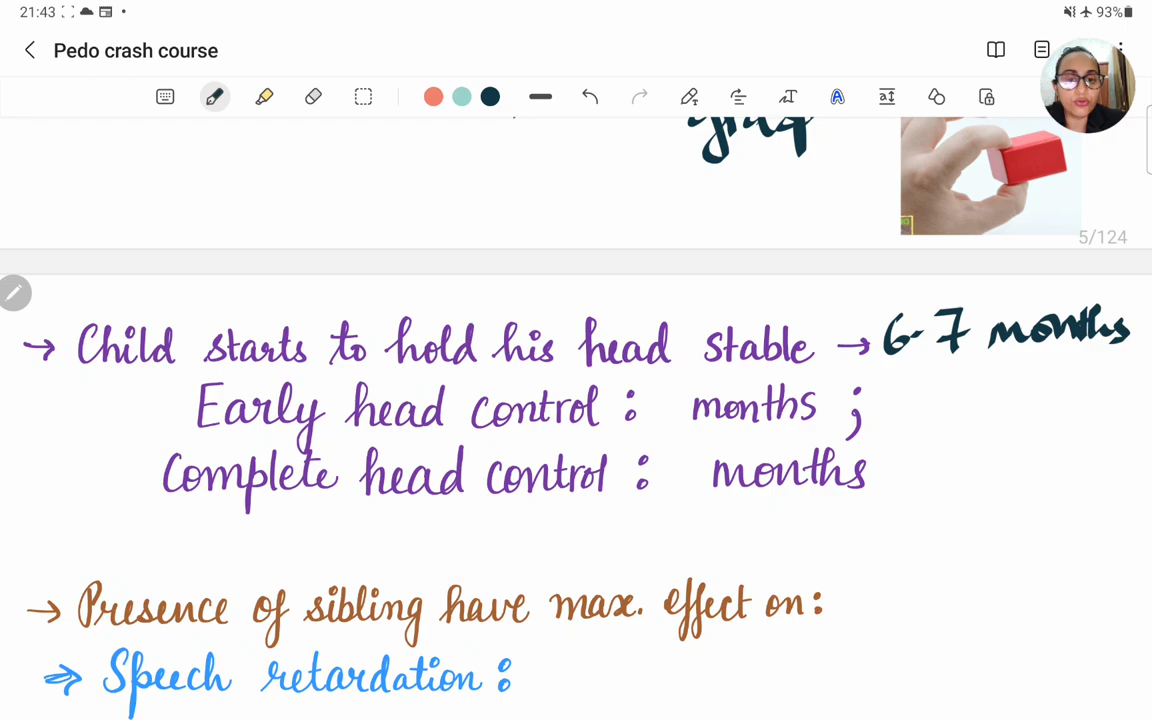 21:43
93%
Pedo crash course
5/124
→ Child starts to hold his head stable → 6-7 months
Early head control : months ;
Complete head control : months
→ Presence of sibling have max. effect on:
⇒ Speech retardation :